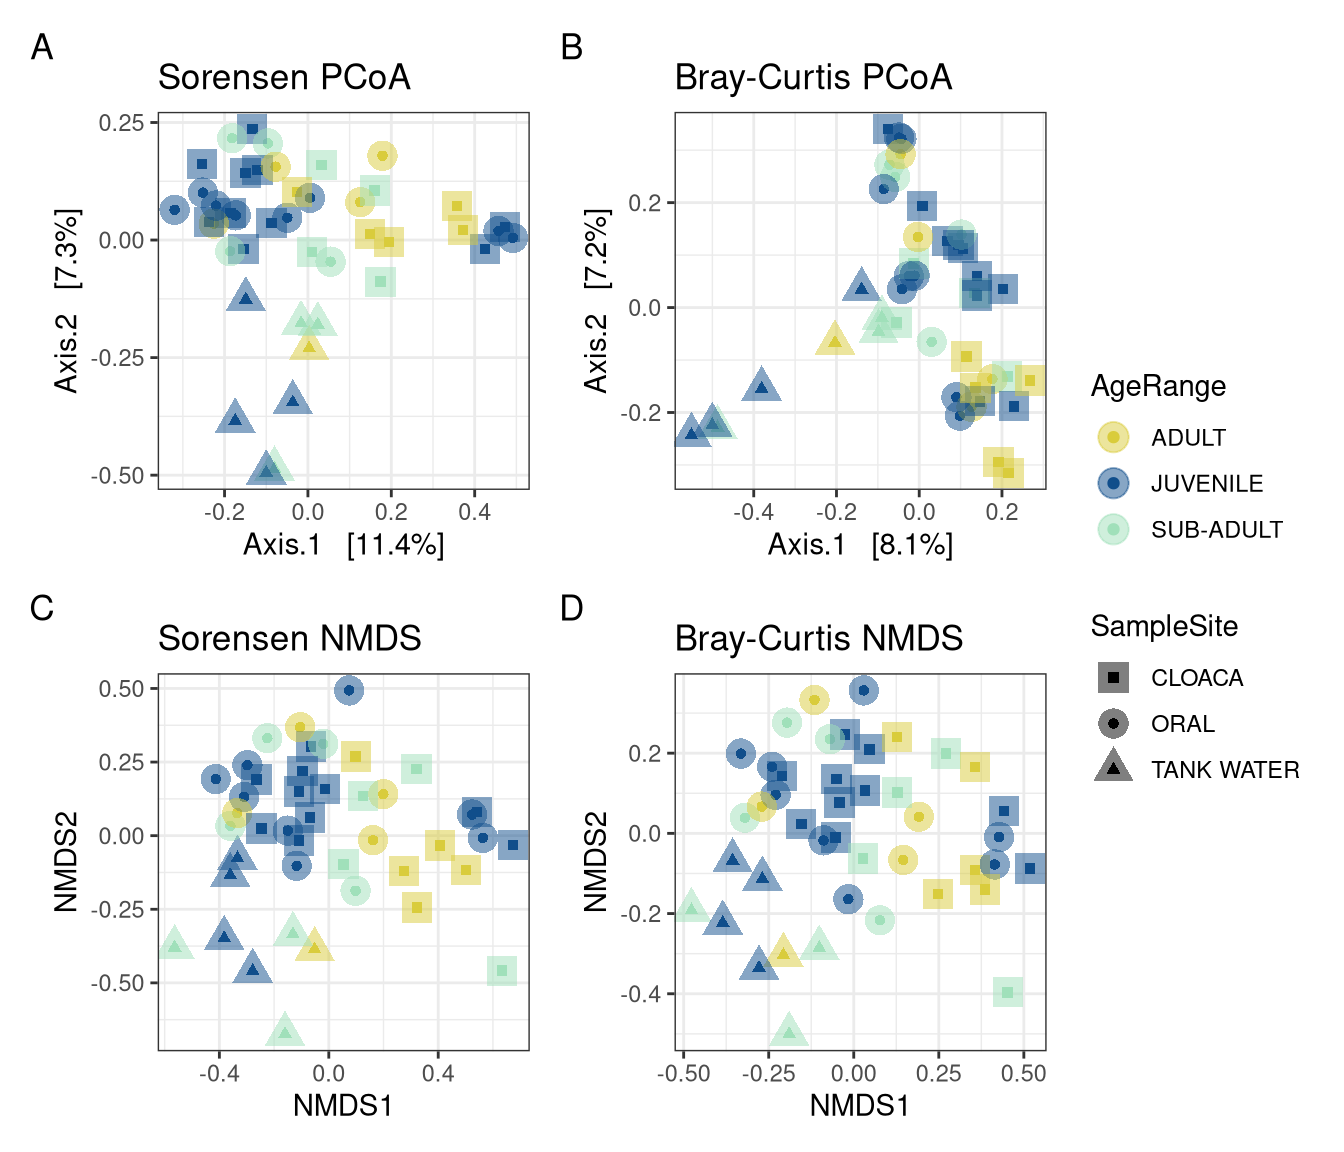 A
Sorensen PCoA
0.25
0.00
-0.25
-0.50
Axis.2 [7.3%]
-0.2 0.0 0.2 0.4
Axis.1 [11.4%]
B
Bray-Curtis PCoA
0.2
0.0
-0.2
Axis.2 [7.2%]
-0.4 -0.2 0.0 0.2
Axis.1 [8.1%]
C
Sorensen NMDS
0.50
0.25
0.00
-0.25
-0.50
NMDS2
-0.4 0.0 0.4
NMDS1
D
Bray-Curtis NMDS
0.2
0.0
-0.2
-0.4
NMDS2
-0.50 -0.25 0.00 0.25 0.50
NMDS1
AgeRange
ADULT
JUVENILE
SUB-ADULT
SampleSite
CLOACA
ORAL
TANK WATER